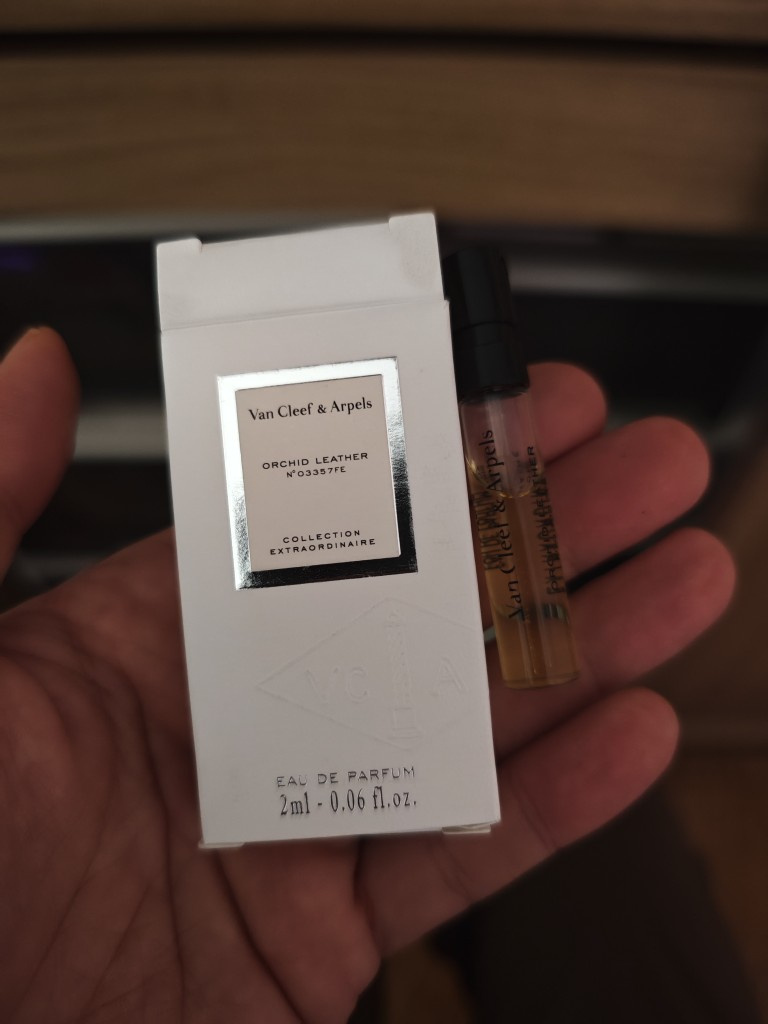 Van Cleef & Arpels
ORCHID LEATHER
N°03357FE
COLLECTION
EXTRAORDINAIRE
VC A
EAU DE PARFUM
2ml - 0.06 fl.oz.
Van Cleef & Arpels